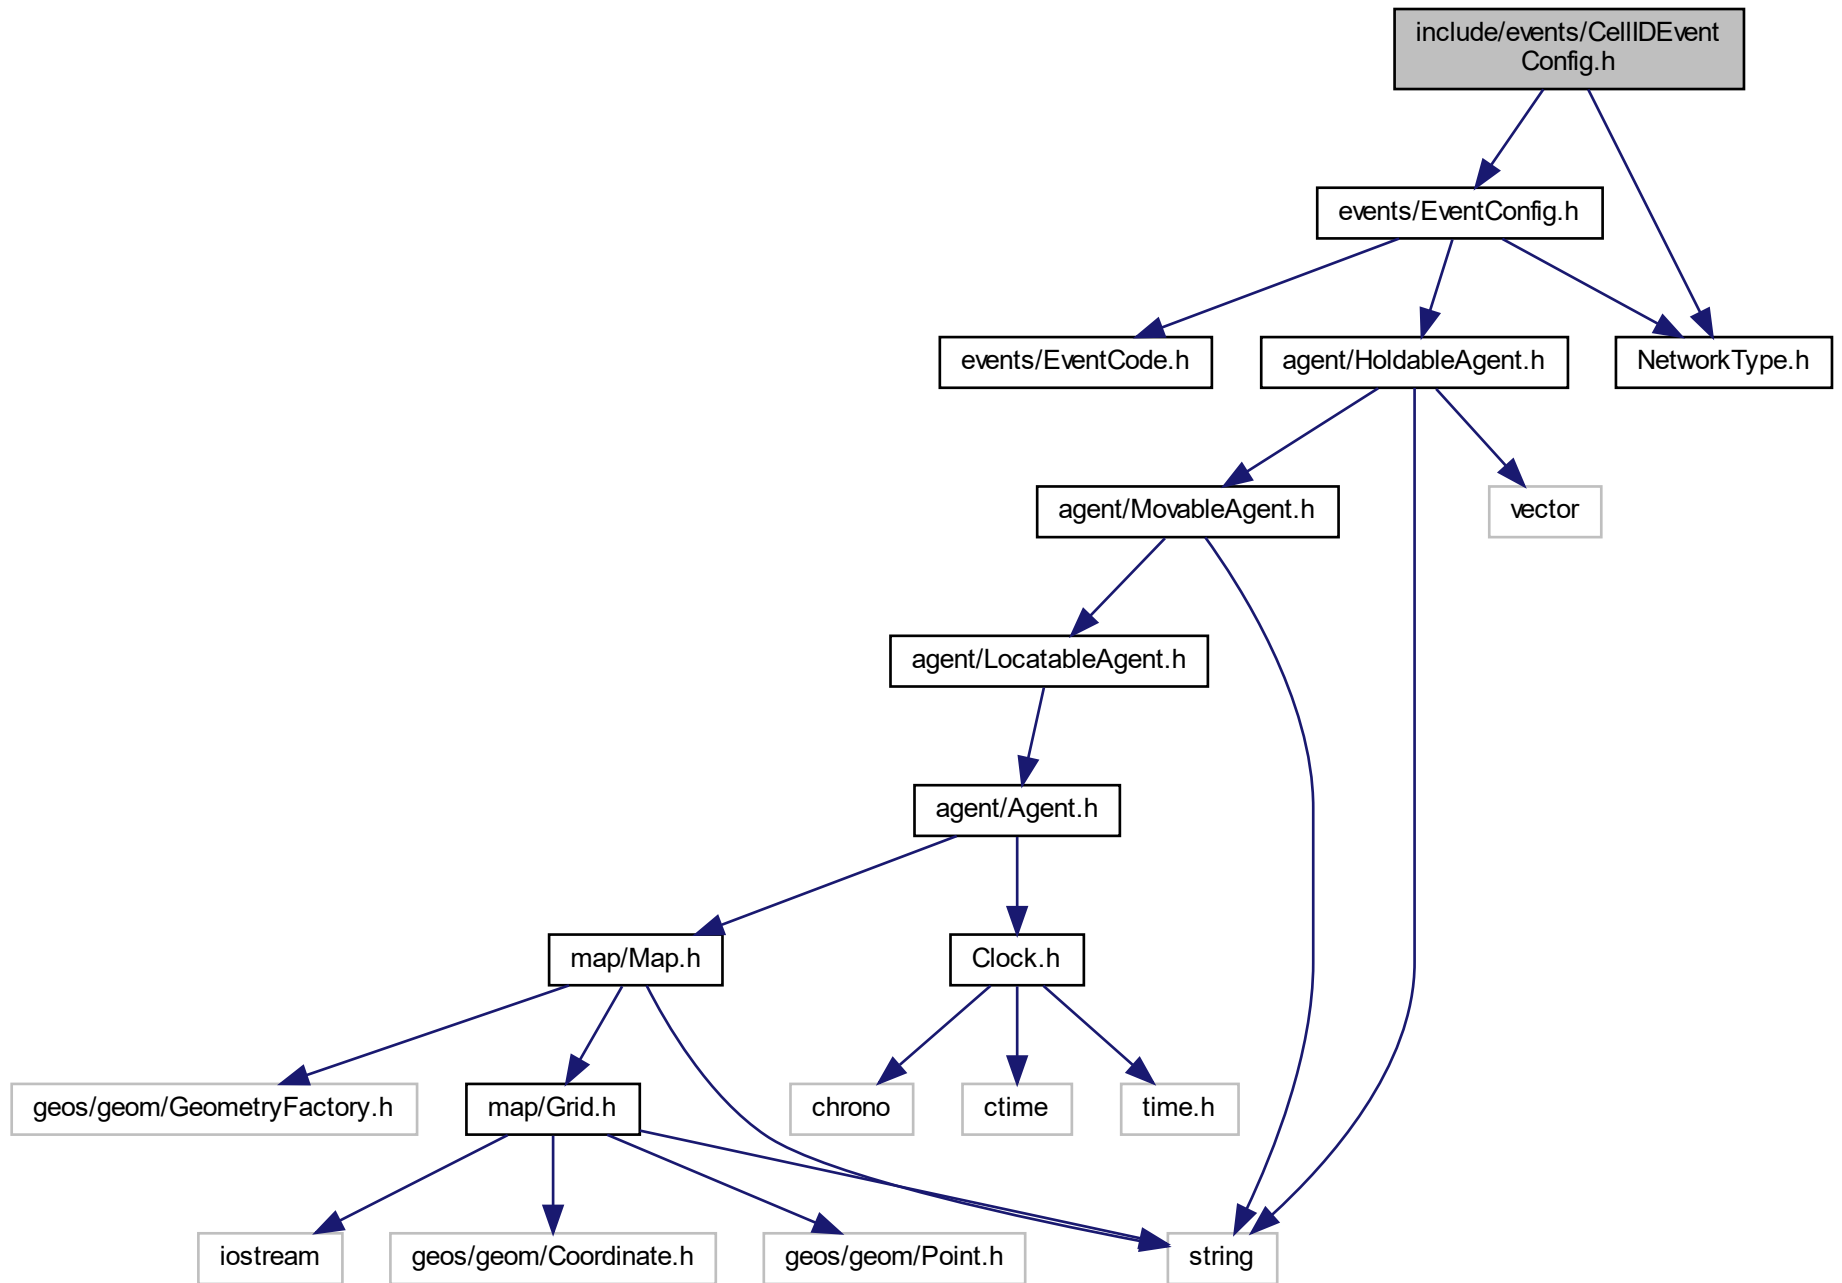 include/events/CellIDEvent
Config.h
events/EventConfig.h
events/EventCode.h
agent/HoldableAgent.h
NetworkType.h
agent/MovableAgent.h
vector
agent/LocatableAgent.h
agent/Agent.h
map/Map.h
Clock.h
geos/geom/GeometryFactory.h
map/Grid.h
chrono
ctime
time.h
iostream
geos/geom/Coordinate.h
geos/geom/Point.h
string